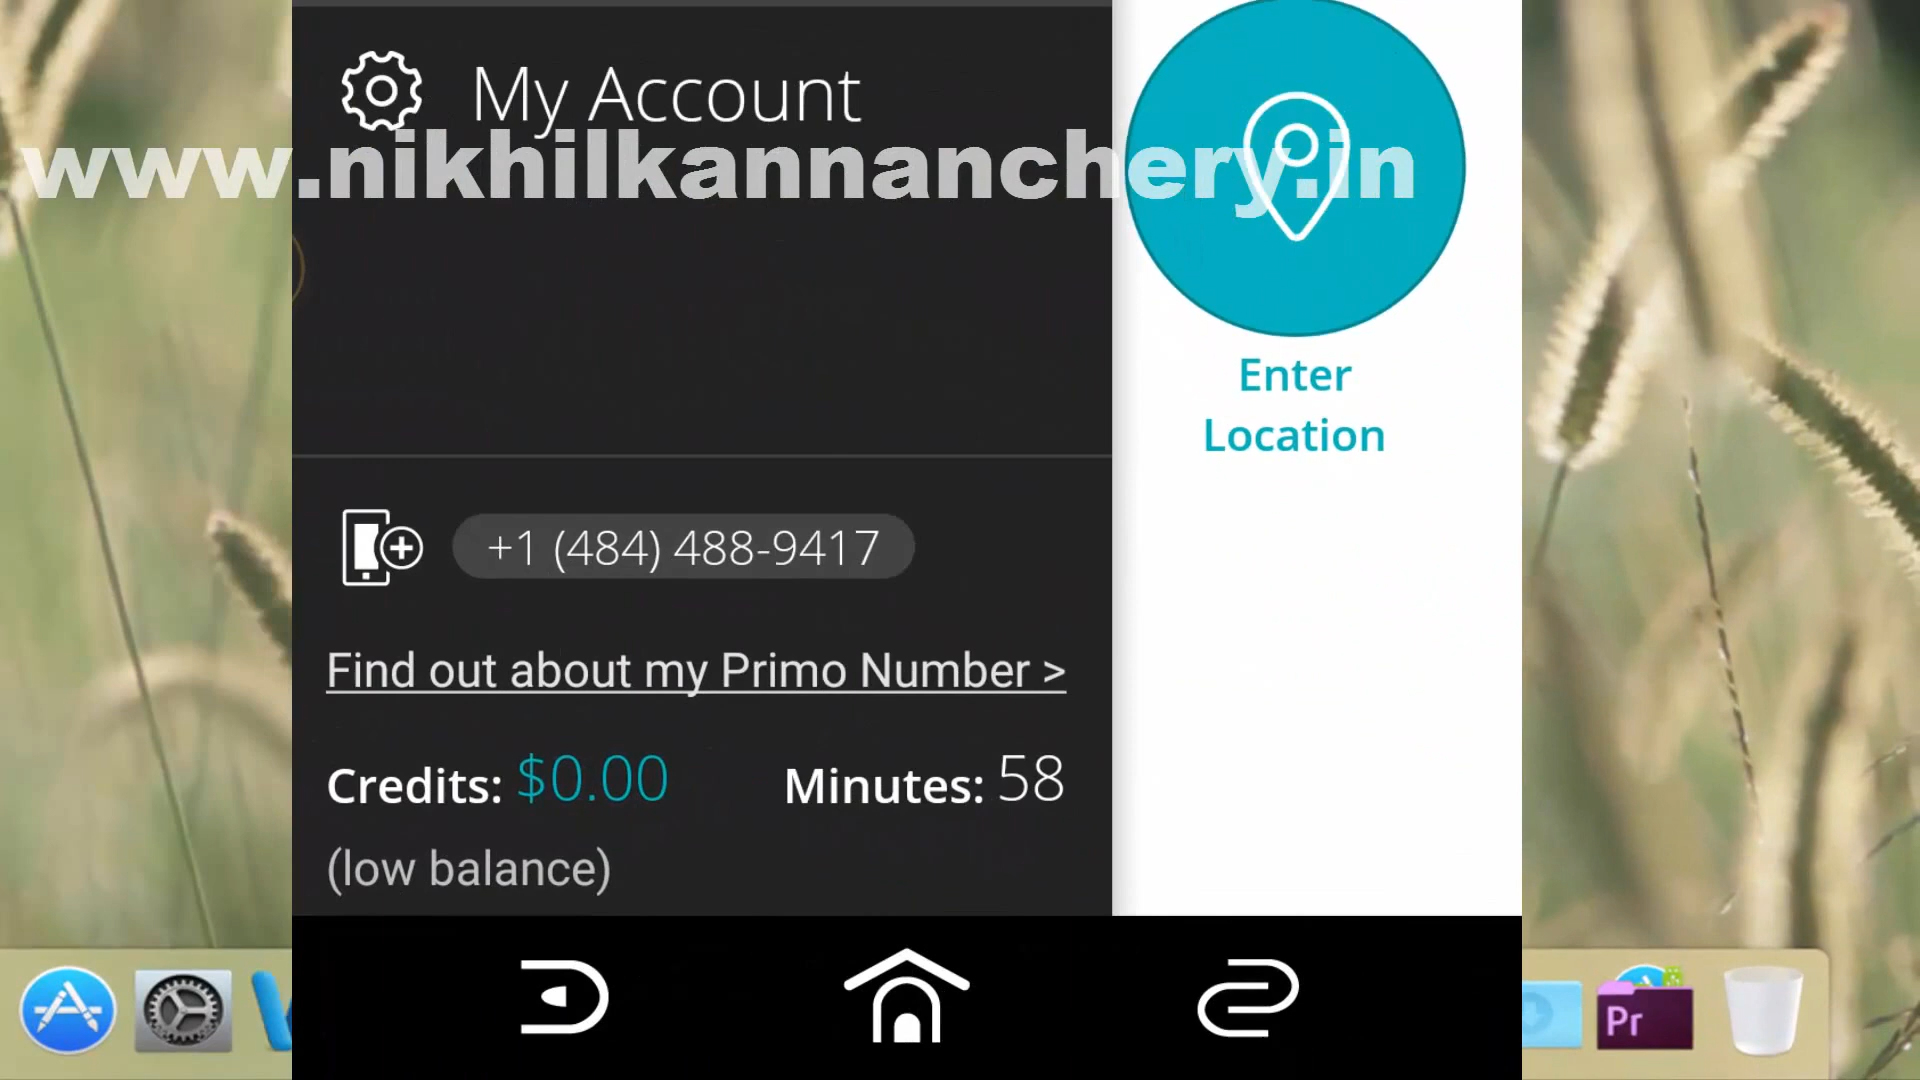 My Account
www.nikhilkannanchery.in
Enter
Location
+1 (484) 488-9417
Find out about my Primo Number >
Credits: $0.00
Minutes: 58
(low balance)
Pr